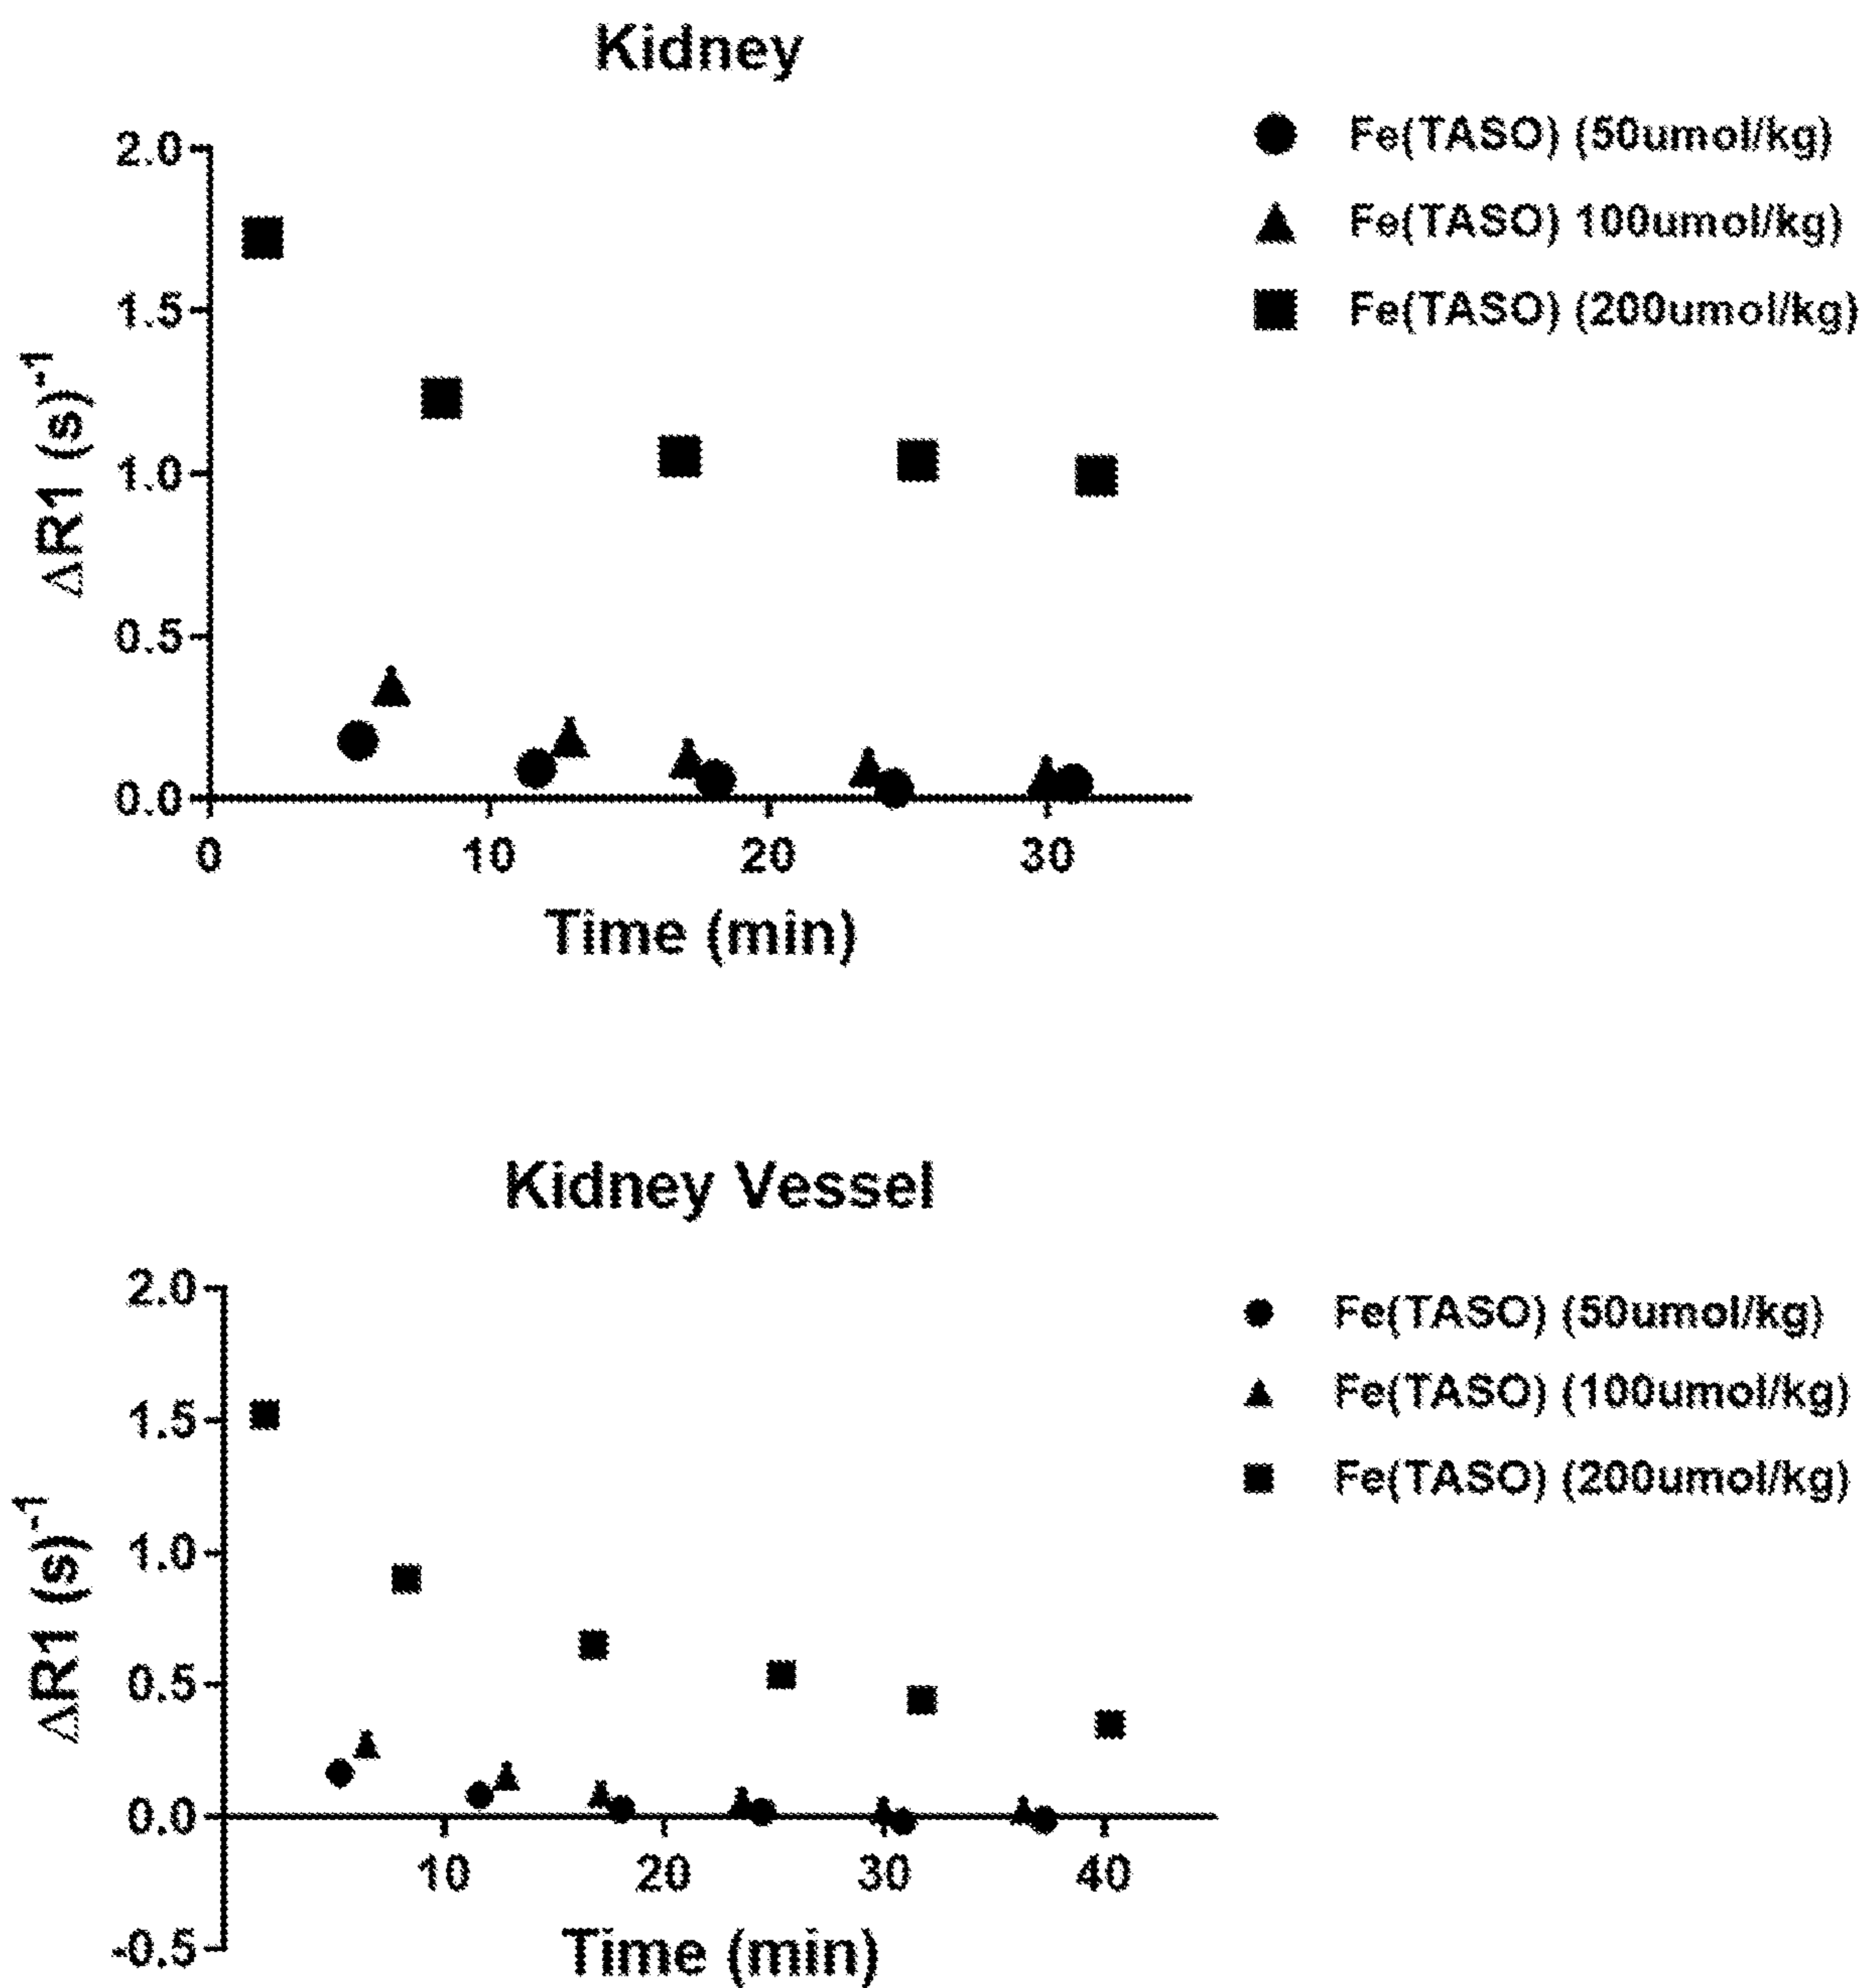 Kidney
2.0
1.5
1.0
0.5
0.0
ΔR1 (s)⁻¹
0 10 20 30
Time (min)
Fe(TASO) (50umol/kg)
Fe(TASO) 100umol/kg)
Fe(TASO) (200umol/kg)
Kidney Vessel
2.0
1.5
1.0
0.5
0.0
-0.5
ΔR1 (s)⁻¹
10 20 30 40
Time (min)
Fe(TASO) (50umol/kg)
Fe(TASO) (100umol/kg)
Fe(TASO) (200umol/kg)